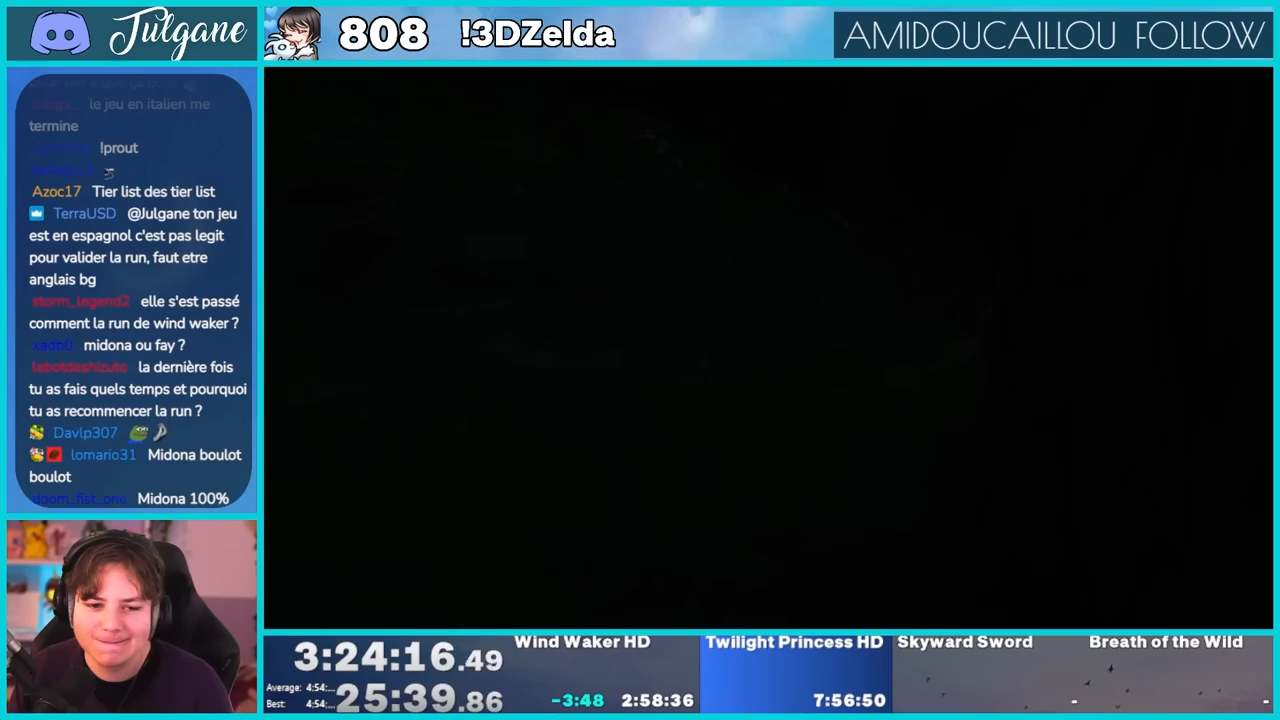 Julgane
808
!3DZelda
AMIDOUCAILLOU FOLLOW
le jeu en italien me
termine
!prout
Azoc17 Tier list des tier list
TerraUSD @Julgane ton jeu
est en espagnol c'est pas legit
pour valider la run, faut etre
anglais bg
storm_legend2 elle s'est passé
comment la run de wind waker ?
xadb0 midona ou fay ?
lebotdeshizuto la dernière fois
tu as fais quels temps et pourquoi
tu as recommencer la run ?
Davlp307
lomario31 Midona boulot
boulot
doom_fist_one Midona 100%
3:24:16.49
Average: 4:54:...
Best: 4:54:...
25:39.86
Wind Waker HD
-3:48 2:58:36
Twilight Princess HD
7:56:50
Skyward Sword
-
Breath of the Wild
-